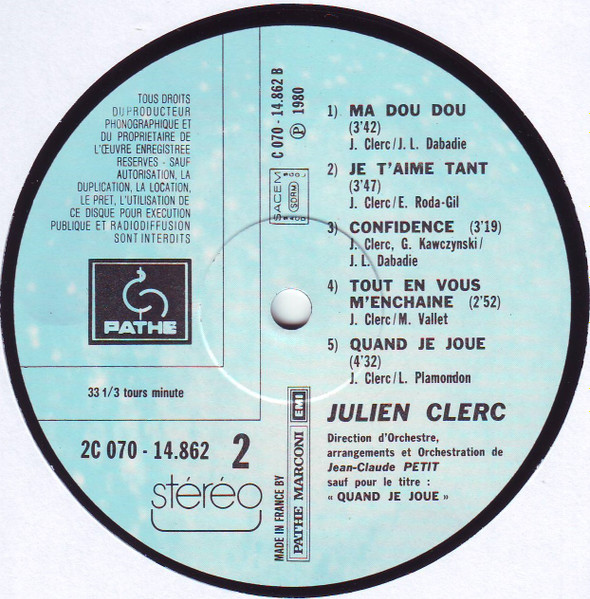 TOUS DROITS
DU PRODUCTEUR
PHONOGRAPHIQUE ET
DU PROPRIETAIRE DE
L'ŒUVRE ENREGISTREE
RESERVES - SAUF
AUTORISATION, LA
DUPLICATION, LA LOCATION,
LE PRET, L'UTILISATION DE
CE DISQUE POUR EXECUTION
PUBLIQUE ET RADIODIFFUSION
SONT INTERDITS
PATHE
33 1/3 tours minute
2C 070 - 14.862 2
stéréo
C 070 - 14.862 B
Ⓟ 1980
SACEM
SDRM
MADE IN FRANCE BY
PATHE MARCONI EMI
1) MA DOU DOU
(3'42)
J. Clerc/J. L. Dabadie
2) JE T'AIME TANT
(3'47)
J. Clerc/E. Roda-Gil
3) CONFIDENCE (3'19)
J. Clerc, G. Kawczynski/
J. L. Dabadie
4) TOUT EN VOUS
M'ENCHAINE (2'52)
J. Clerc/M. Vallet
5) QUAND JE JOUE
(4'32)
J. Clerc/L. Plamondon
JULIEN CLERC
Direction d'Orchestre,
arrangements et Orchestration de
Jean-Claude PETIT
sauf pour le titre :
« QUAND JE JOUE »